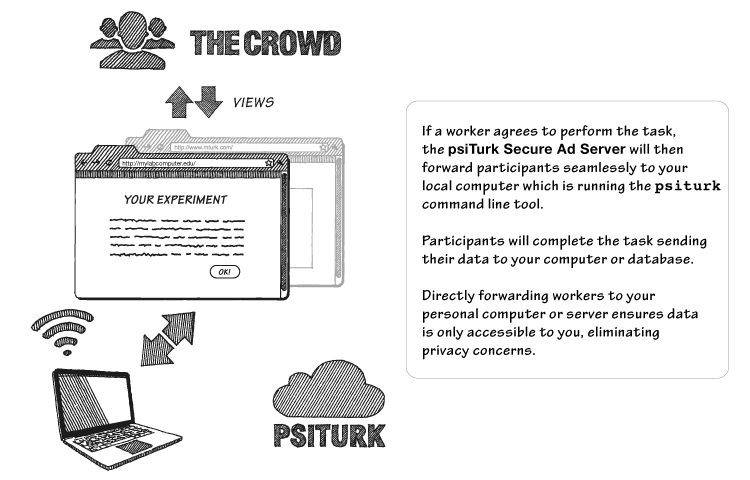 THE CROWD
VIEWS
http://www.mturk.com/
http://mylabcomputer.edu/
YOUR EXPERIMENT
OK!
PSITURK
If a worker agrees to perform the task,
the psiTurk Secure Ad Server will then
forward participants seamlessly to your
local computer which is running the psiturk
command line tool.
Participants will complete the task sending
their data to your computer or database.
Directly forwarding workers to your
personal computer or server ensures data
is only accessible to you, eliminating
privacy concerns.